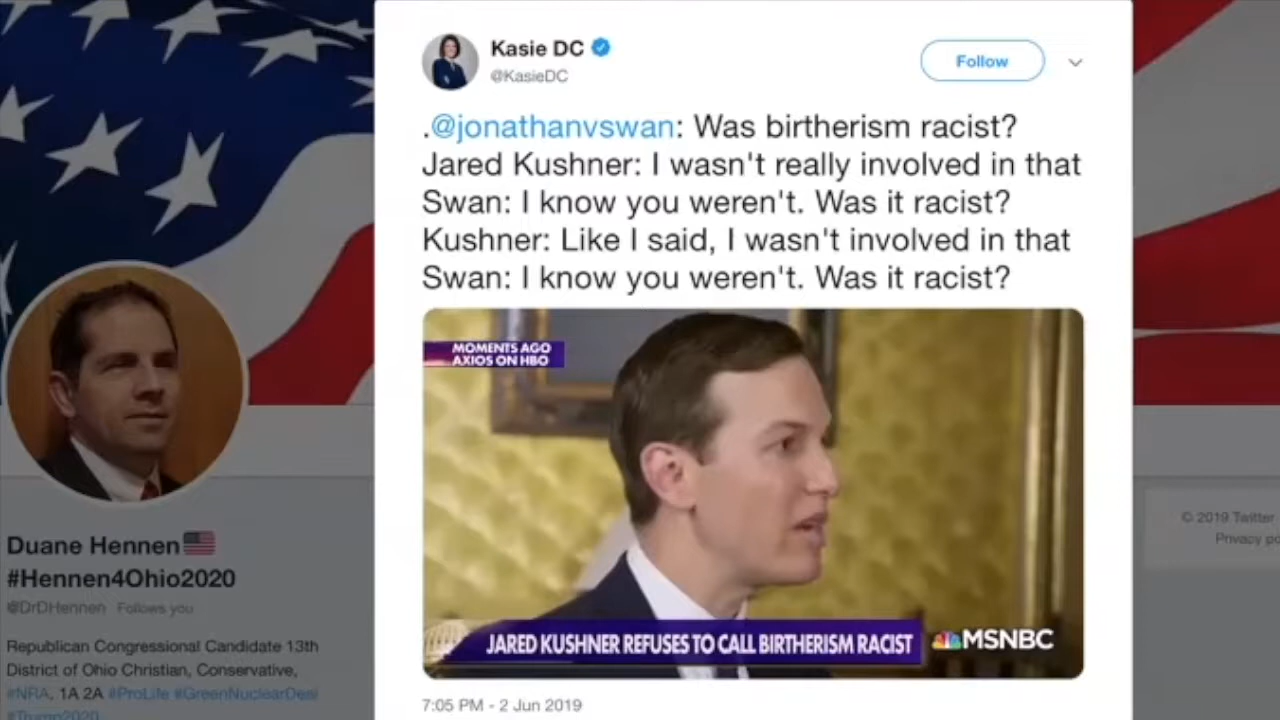 Kasie DC
@KasieDC
Follow
.@jonathanvswan: Was birtherism racist?
Jared Kushner: I wasn't really involved in that
Swan: I know you weren't. Was it racist?
Kushner: Like I said, I wasn't involved in that
Swan: I know you weren't. Was it racist?
MOMENTS AGO
AXIOS ON HBO
JARED KUSHNER REFUSES TO CALL BIRTHERISM RACIST
MSNBC
7:05 PM - 2 Jun 2019
Duane Hennen
#Hennen4Ohio2020
@DrDHennen Follows you
Republican Congressional Candidate 13th
District of Ohio Christian, Conservative,
#NRA, 1A 2A #ProLife #GreenNuclearDeal
#Trump2020
© 2019 Twitter
Privacy